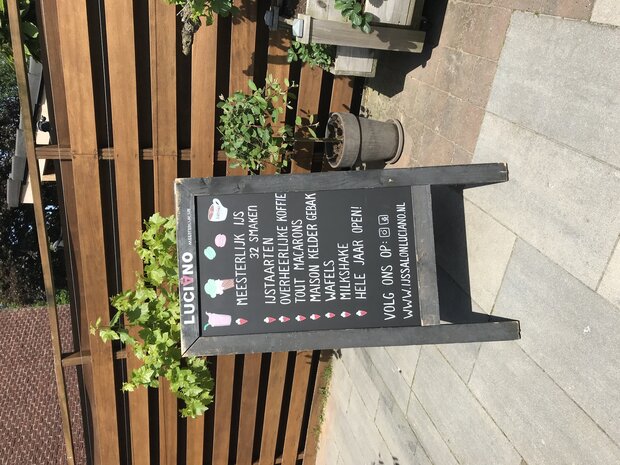 LUCIANO
MEESTERLIJK IJS
32 SMAKEN
IJSTAARTEN
OVERHEERLIJKE KOFFIE
TOUT MACARONS
MAISON KELDER GEBAK
WAFELS
MILKSHAKE
HELE JAAR OPEN!
VOLG ONS OP:
WWW.IJSSALONLUCIANO.NL